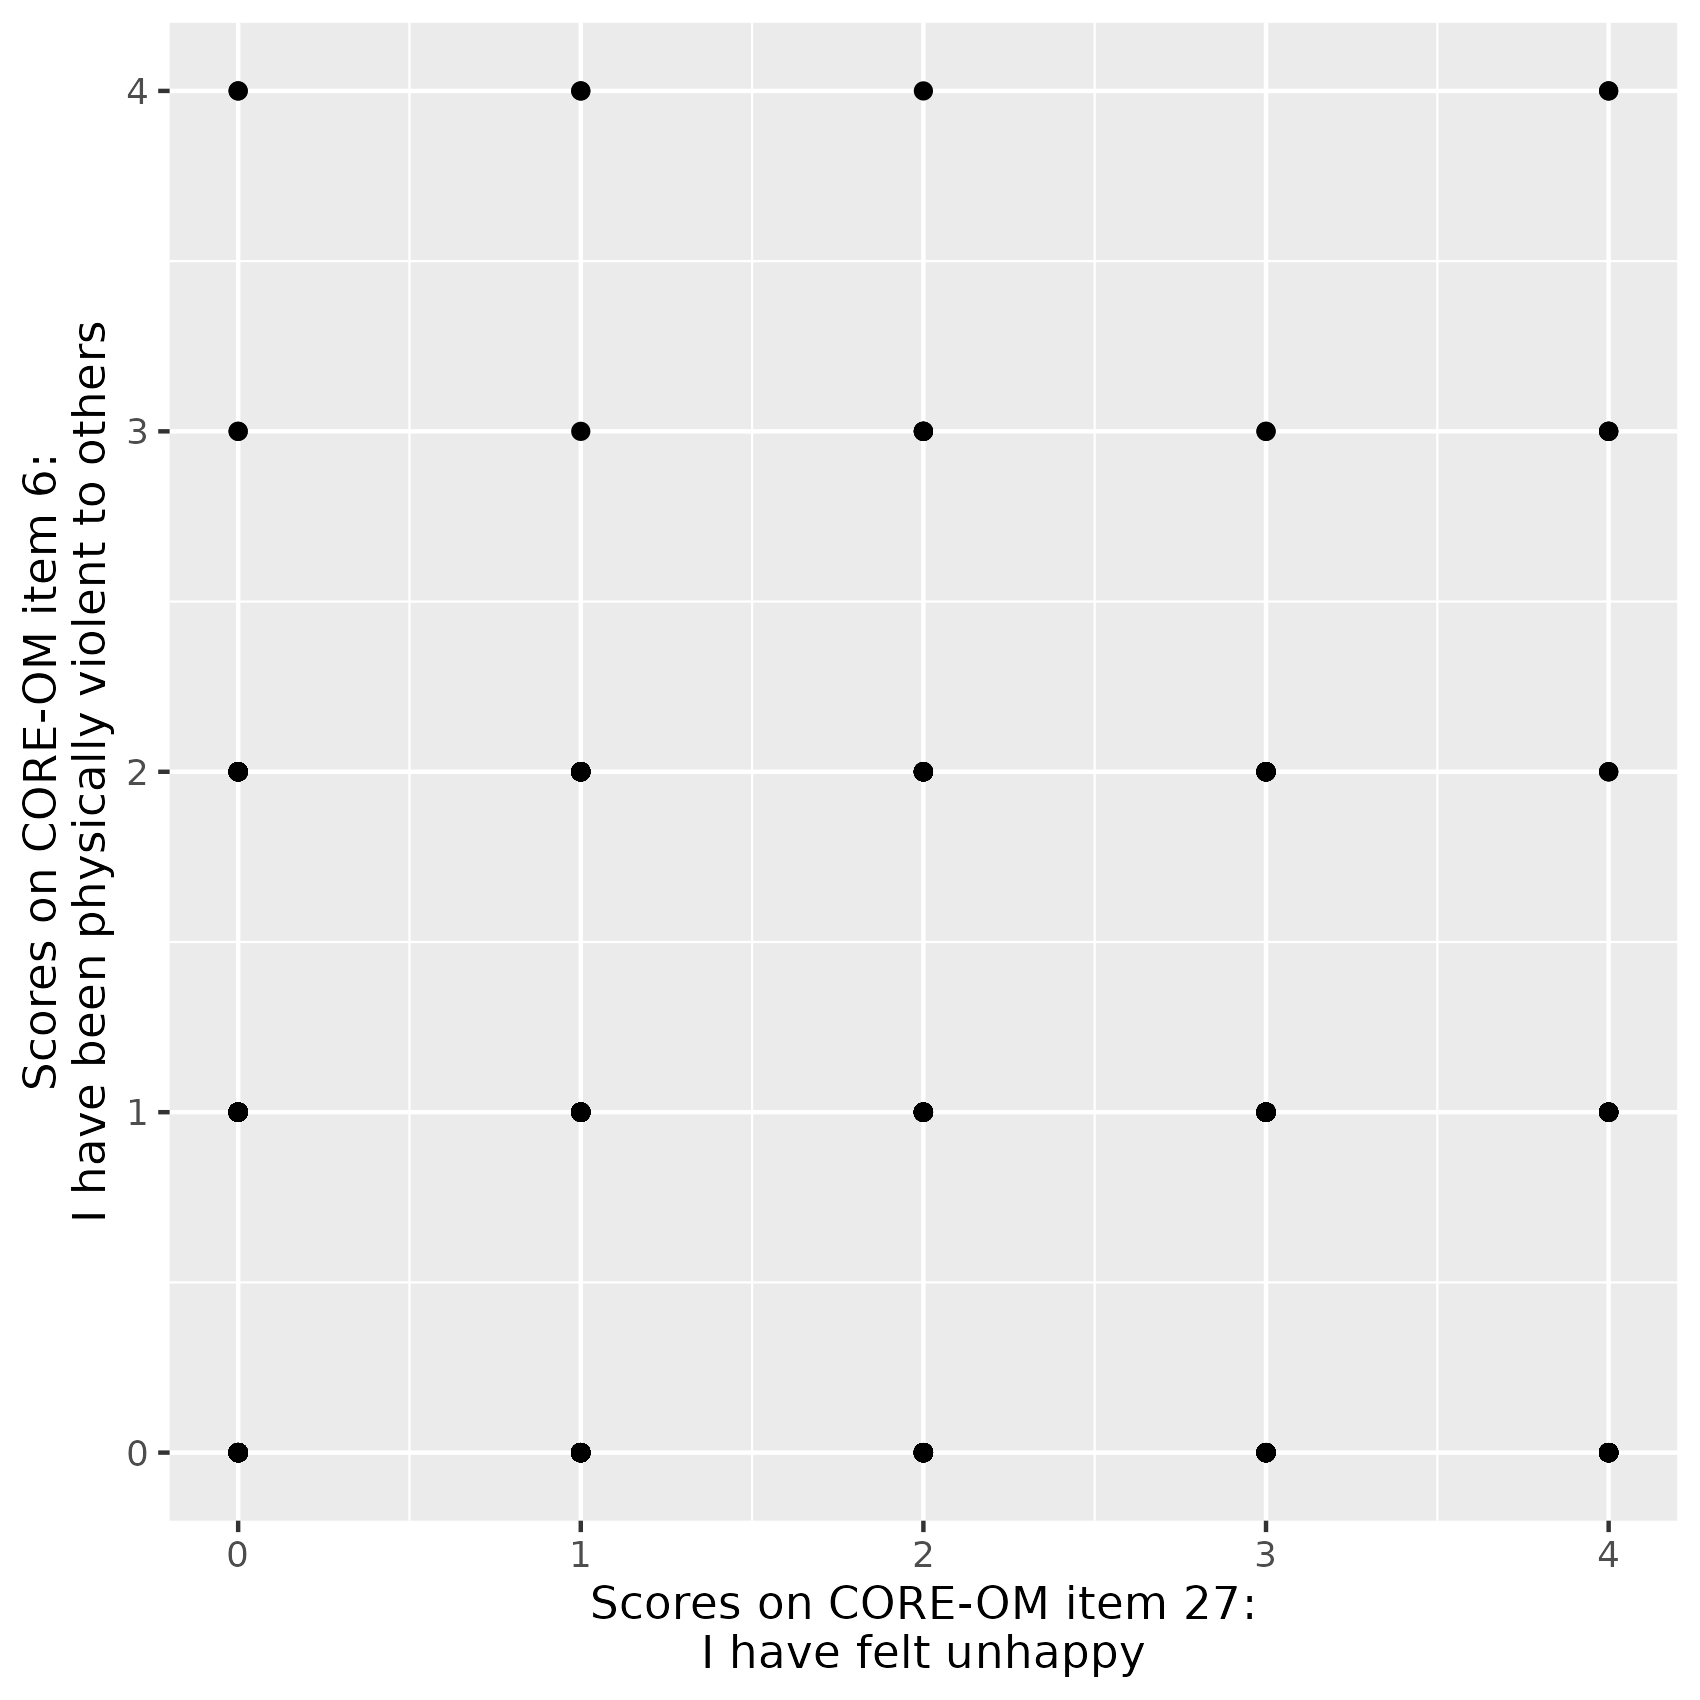 Scores on CORE-OM item 6:
I have been physically violent to others
4
3
2
1
0
0 1 2 3 4
Scores on CORE-OM item 27:
I have felt unhappy